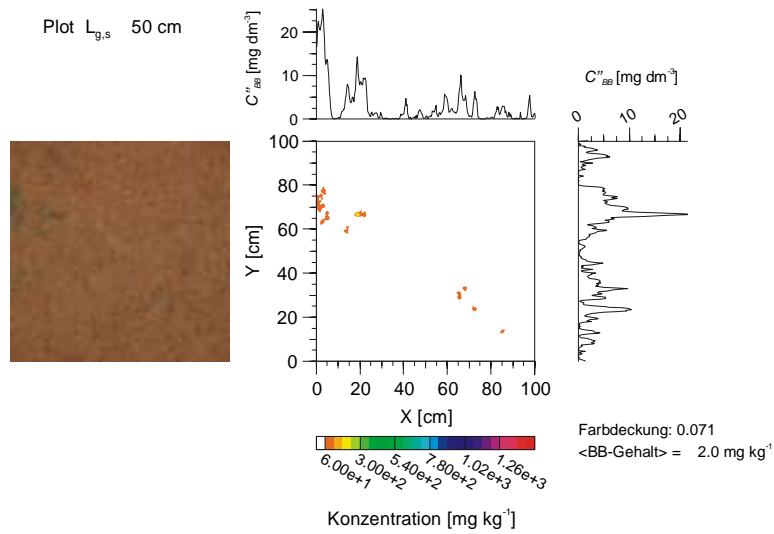 Plot L_{g,s} 50 cm
C''_{BB} [mg dm^{-3}]
20
10
0
C''_{BB} [mg dm^{-3}]
0 10 20
Y [cm]
100
80
60
40
20
0
0 20 40 60 80 100
X [cm]
6.00e+1 3.00e+2 5.40e+2 7.80e+2 1.02e+3 1.26e+3
Konzentration [mg kg^{-1}]
Farbdeckung: 0.071
<BB-Gehalt> = 2.0 mg kg^{-1}